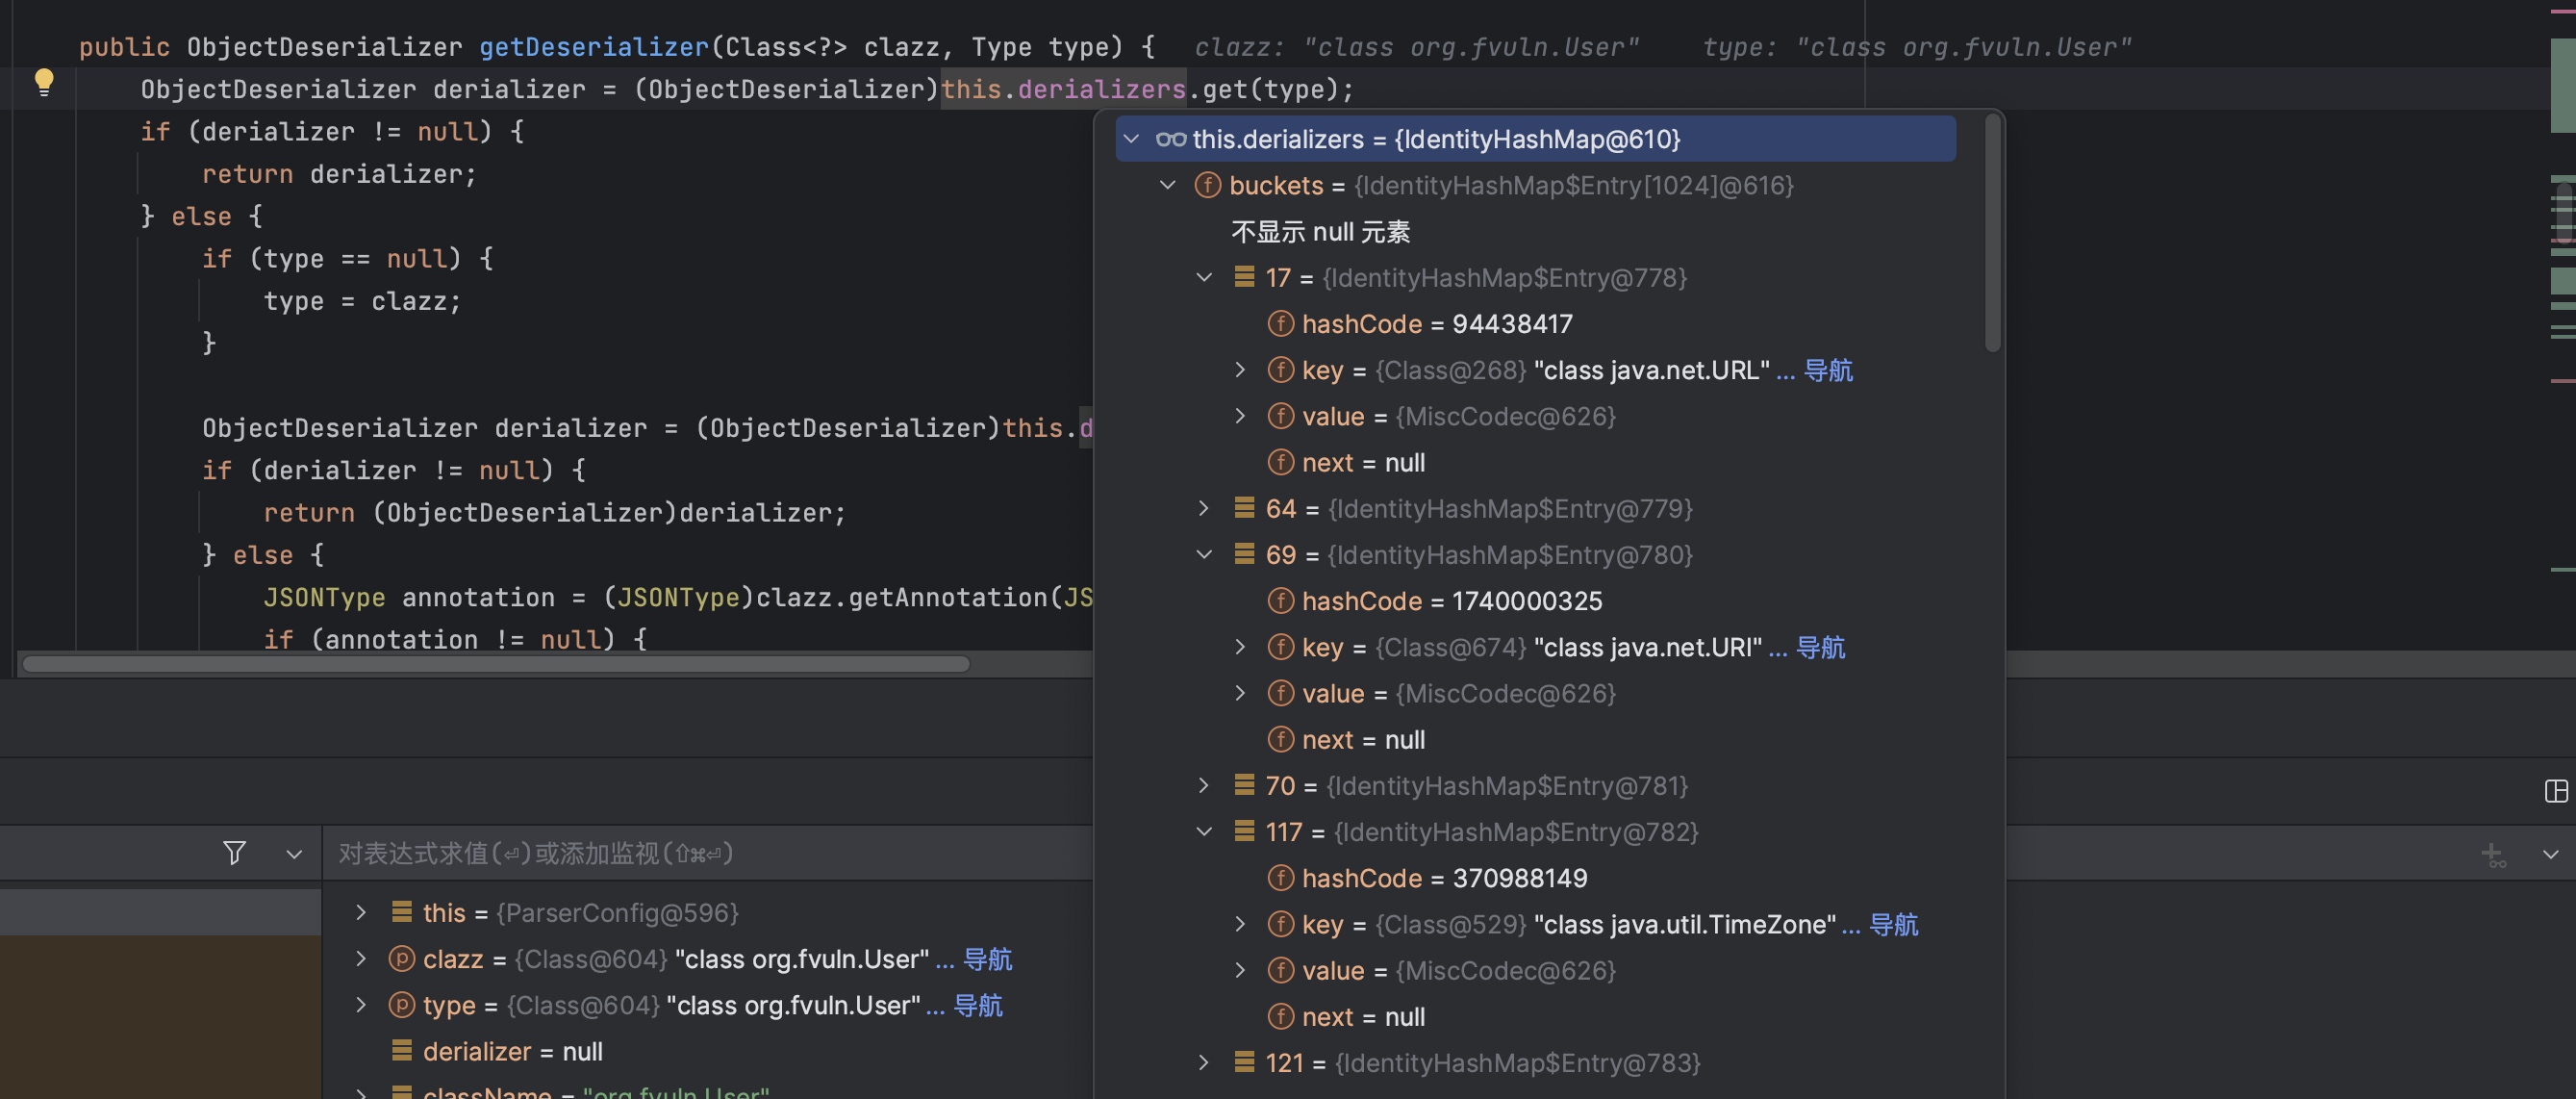 public ObjectDeserializer getDeserializer(Class<?> clazz, Type type) {   clazz: "class org.fvuln.User"    type: "class org.fvuln.User"
ObjectDeserializer derializer = (ObjectDeserializer)this.derializers.get(type);
if (derializer != null) {
return derializer;
} else {
if (type == null) {
type = clazz;
}
ObjectDeserializer derializer = (ObjectDeserializer)this.d
if (derializer != null) {
return (ObjectDeserializer)derializer;
} else {
JSONType annotation = (JSONType)clazz.getAnnotation(JS
if (annotation != null) {
this.derializers = {IdentityHashMap@610}
buckets = {IdentityHashMap$Entry[1024]@616}
不显示 null 元素
17 = {IdentityHashMap$Entry@778}
hashCode = 94438417
key = {Class@268} "class java.net.URL" ... 导航
value = {MiscCodec@626}
next = null
64 = {IdentityHashMap$Entry@779}
69 = {IdentityHashMap$Entry@780}
hashCode = 1740000325
key = {Class@674} "class java.net.URI" ... 导航
value = {MiscCodec@626}
next = null
70 = {IdentityHashMap$Entry@781}
117 = {IdentityHashMap$Entry@782}
hashCode = 370988149
key = {Class@529} "class java.util.TimeZone" ... 导航
value = {MiscCodec@626}
next = null
121 = {IdentityHashMap$Entry@783}
对表达式求值(⏎)或添加监视(⇧⌘⏎)
this = {ParserConfig@596}
clazz = {Class@604} "class org.fvuln.User" ... 导航
type = {Class@604} "class org.fvuln.User" ... 导航
derializer = null
className = "org.fvuln.User"